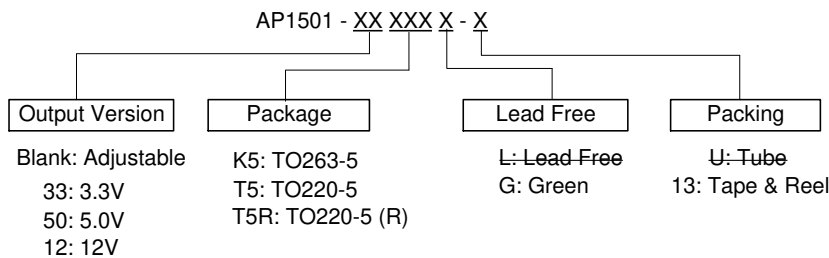 AP1501 - XX XXX X - X
Output Version
Package
Lead Free
Packing
Blank: Adjustable
33: 3.3V
50: 5.0V
12: 12V
K5: TO263-5
T5: TO220-5
T5R: TO220-5 (R)
L: Lead Free
G: Green
U: Tube
13: Tape & Reel